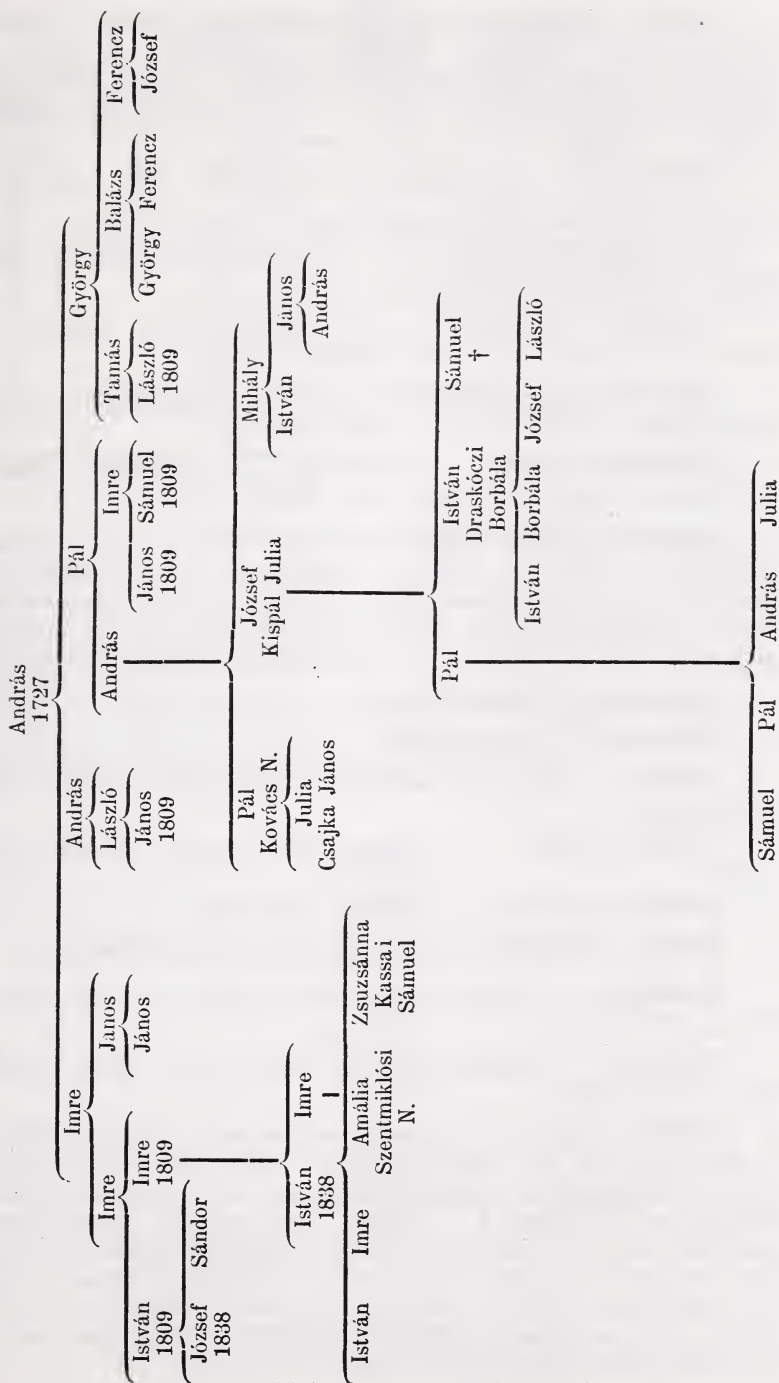 András
1727
Imre András Pál György
Imre János László András Imre Tamás Balázs Ferencz
István Imre János János János Sámuel László György Ferencz József
1809 1809 1809 1809 1809 1809
József Sándor
1838
Pál József Mihály
Kovács N. Kispál Julia István János
Julia András
Csajka János
István Imre
1838
István Imre Amália Zsuzsánna
Szentmiklósi Kassai
N. Sámuel
Pál István Sámuel
Draskóczi †
Borbála
István Borbála József László
Sámuel Pál András Julia